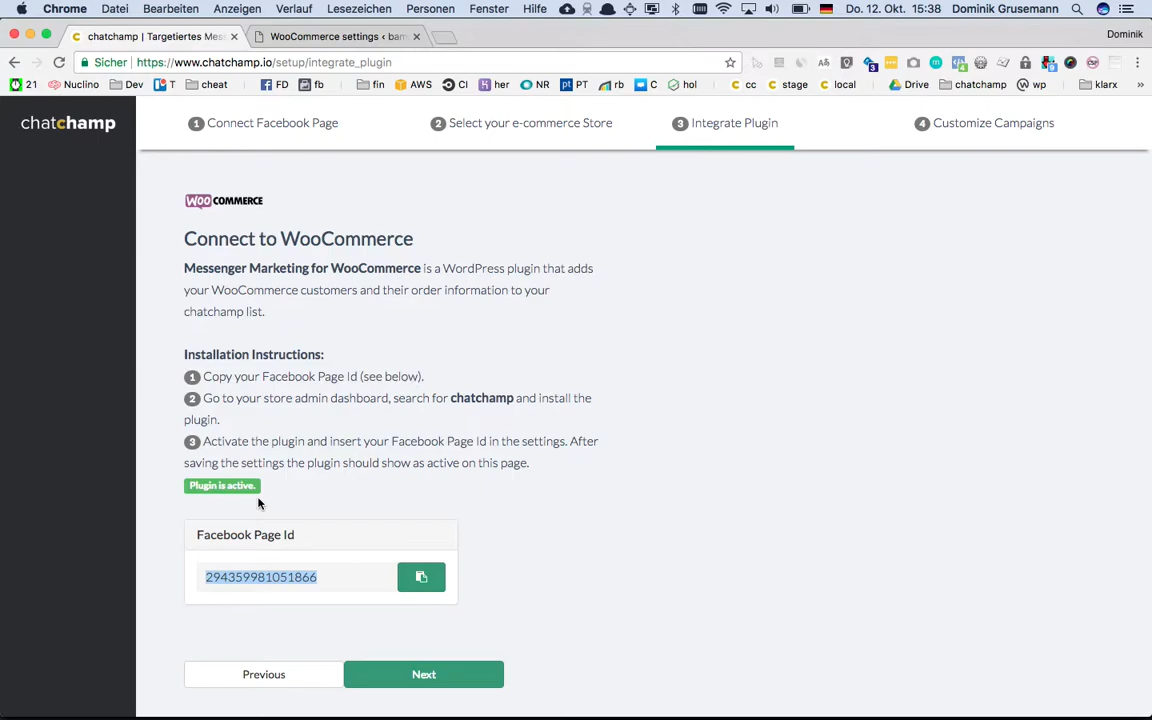 Chrome Datei Bearbeiten Anzeigen Verlauf Lesezeichen Personen Fenster Hilfe Do. 12. Okt. 15:38 Dominik Grusemann
chatchamp | Targetiertes Mes × WooCommerce settings ‹ bam × Dominik
Sicher https://www.chatchamp.io/setup/integrate_plugin
21 Nuclino Dev T cheat FD fb fin AWS CI her NR PT rb C hol cc stage local Drive chatchamp wp klarx »
chatchamp 1 Connect Facebook Page 2 Select your e-commerce Store 3 Integrate Plugin 4 Customize Campaigns
WOO COMMERCE
Connect to WooCommerce
Messenger Marketing for WooCommerce is a WordPress plugin that adds
your WooCommerce customers and their order information to your
chatchamp list.
Installation Instructions:
1 Copy your Facebook Page Id (see below).
2 Go to your store admin dashboard, search for chatchamp and install the
plugin.
3 Activate the plugin and insert your Facebook Page Id in the settings. After
saving the settings the plugin should show as active on this page.
Plugin is active.
Facebook Page Id
294359981051866
Previous Next